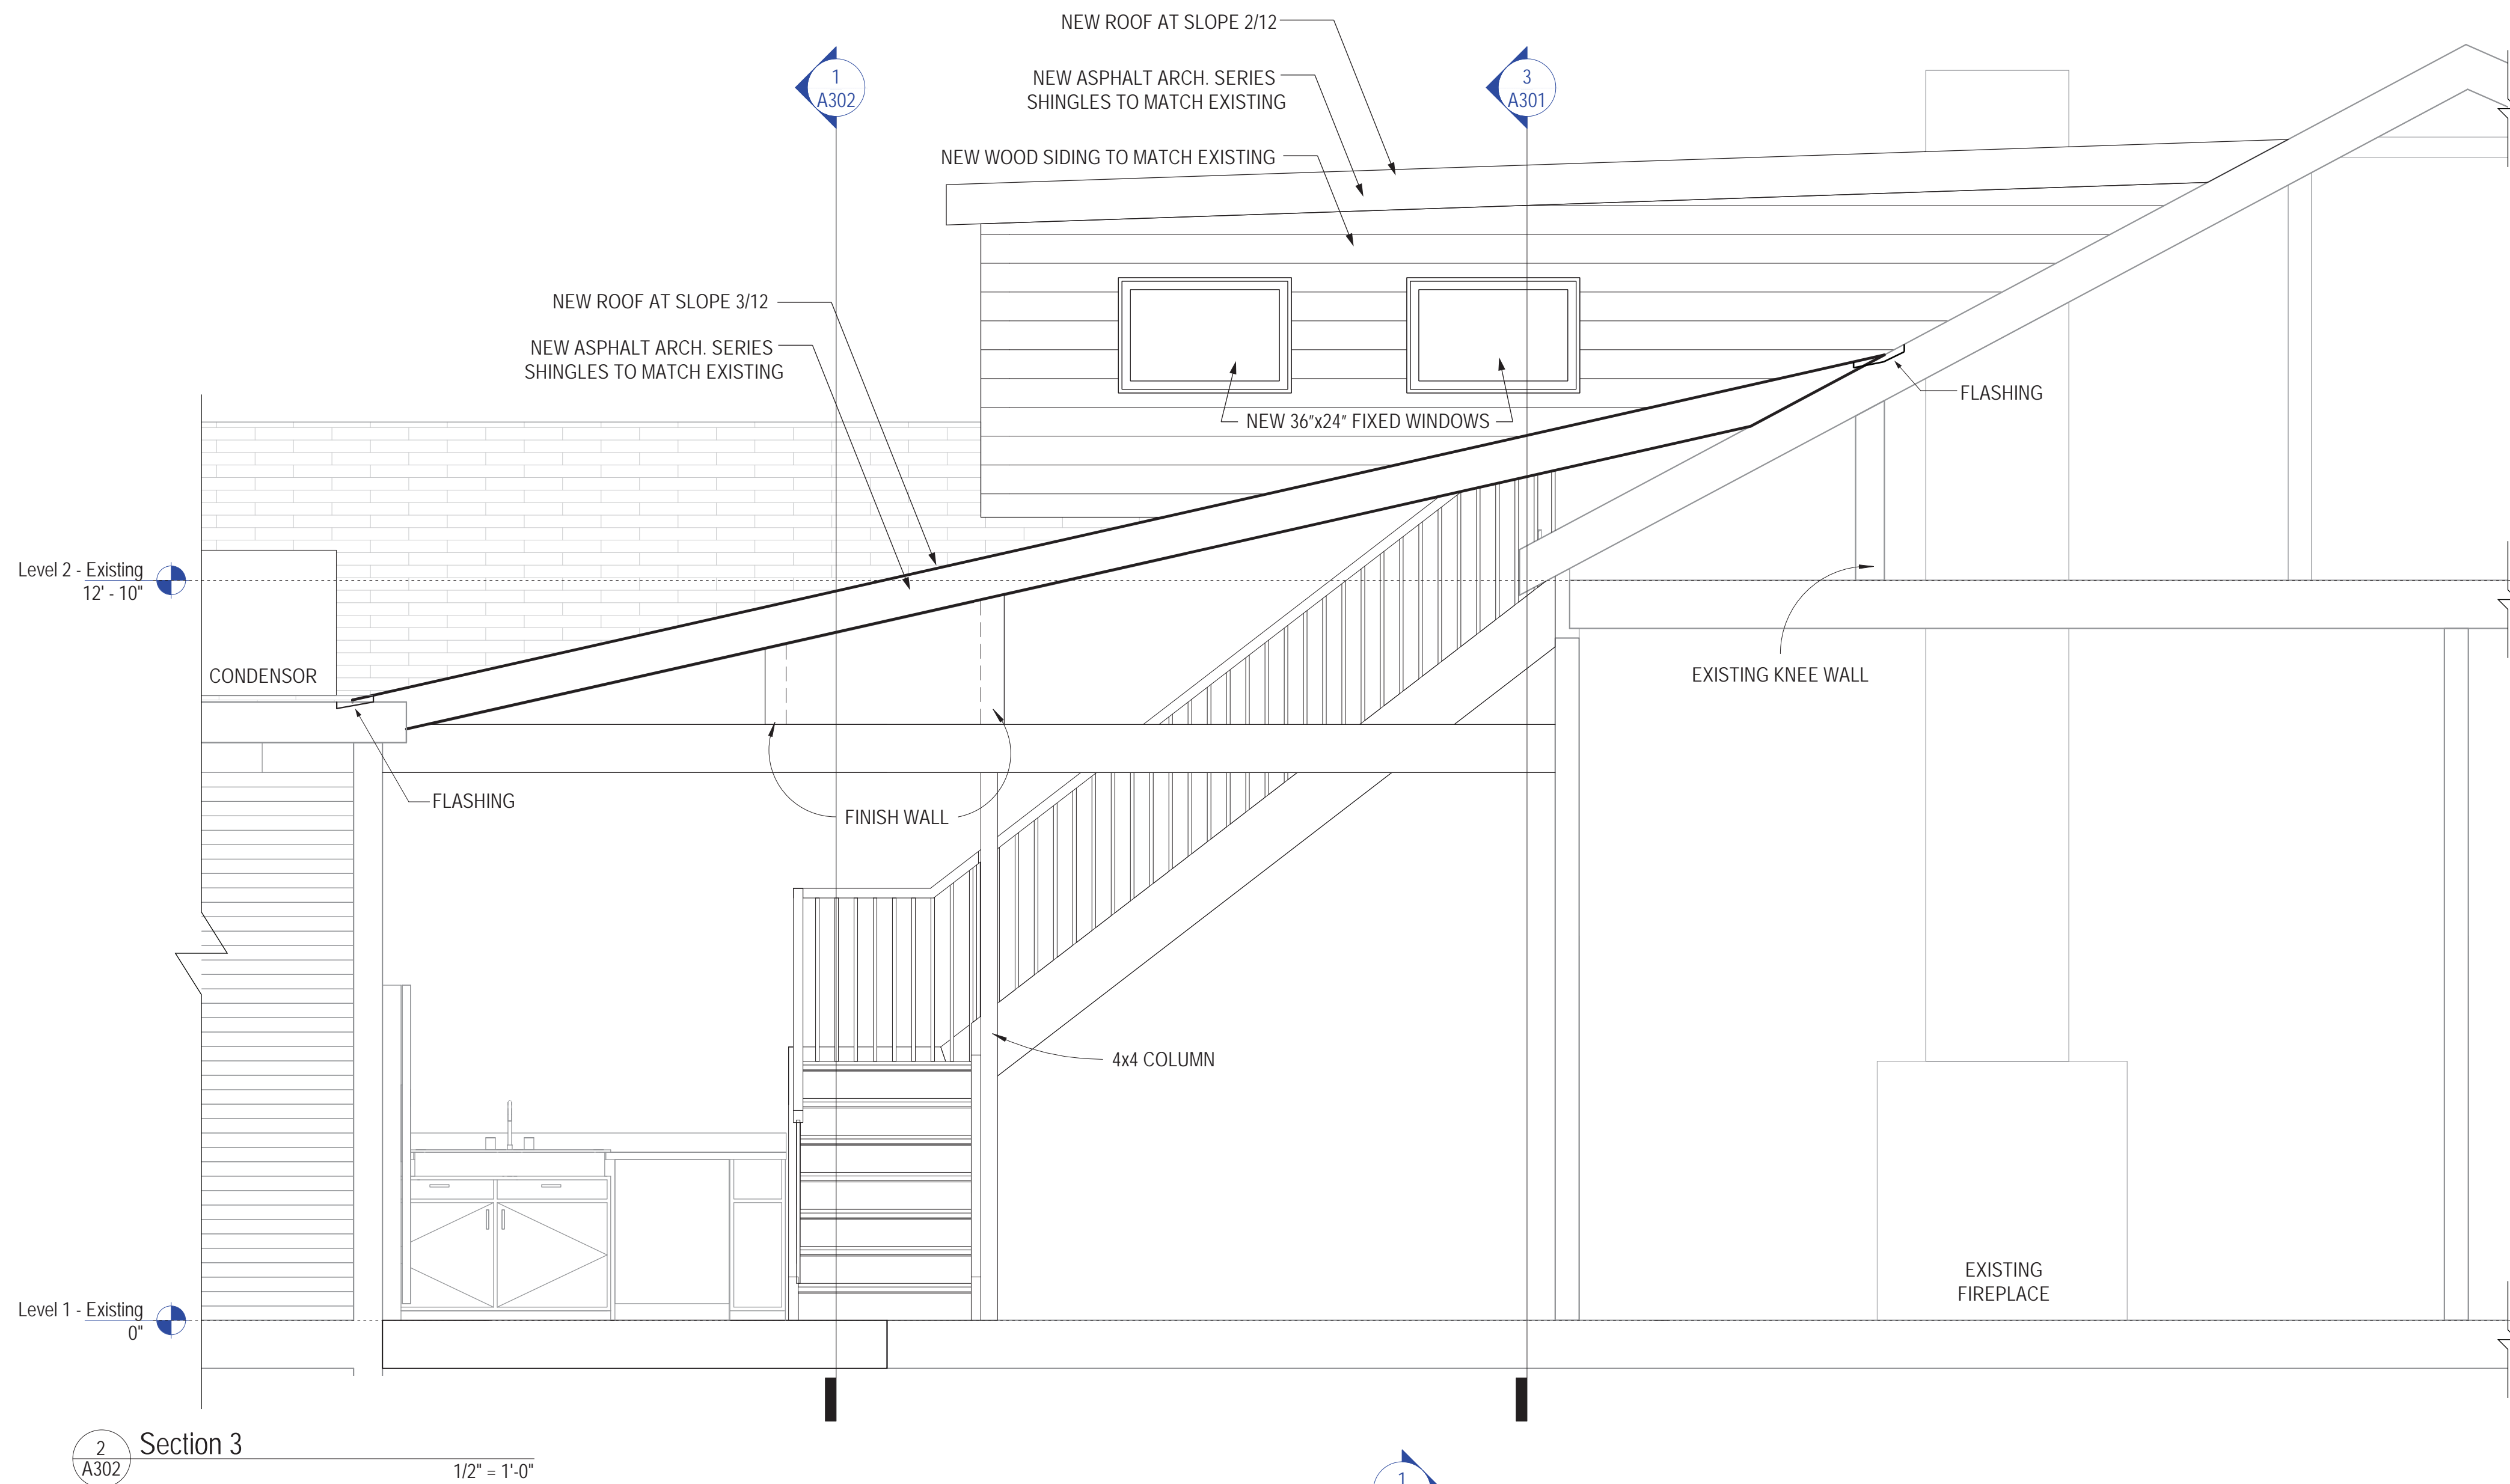 NEW ROOF AT SLOPE 2/12
1
A302
3
A301
NEW ASPHALT ARCH. SERIES
SHINGLES TO MATCH EXISTING
NEW WOOD SIDING TO MATCH EXISTING
NEW ROOF AT SLOPE 3/12
NEW ASPHALT ARCH. SERIES
SHINGLES TO MATCH EXISTING
FLASHING
NEW 36"x24" FIXED WINDOWS
Level 2 - Existing
12' - 10"
CONDENSOR
EXISTING KNEE WALL
FLASHING
FINISH WALL
4x4 COLUMN
EXISTING
FIREPLACE
Level 1 - Existing
0"
2
A302
Section 3
1/2" = 1'-0"
1